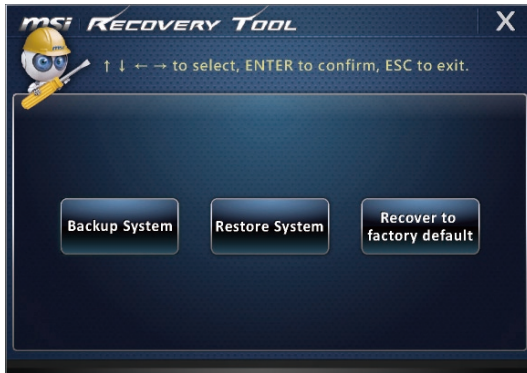 msi RECOVERY TOOL X
↑ ↓ ← → to select, ENTER to confirm, ESC to exit.
Backup System
Restore System
Recover to
factory default